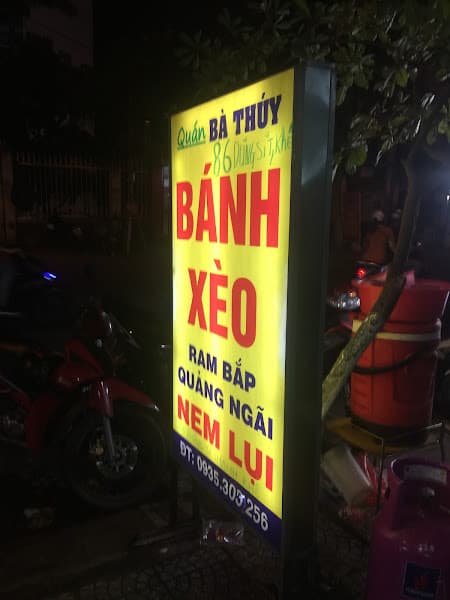 Quán BÀ THÚY
86 DŨNG SĨ T.KHÊ
BÁNH
XÈO
RAM BẮP
QUẢNG NGÃI
NEM LỤI
ĐT: 0935.303.256